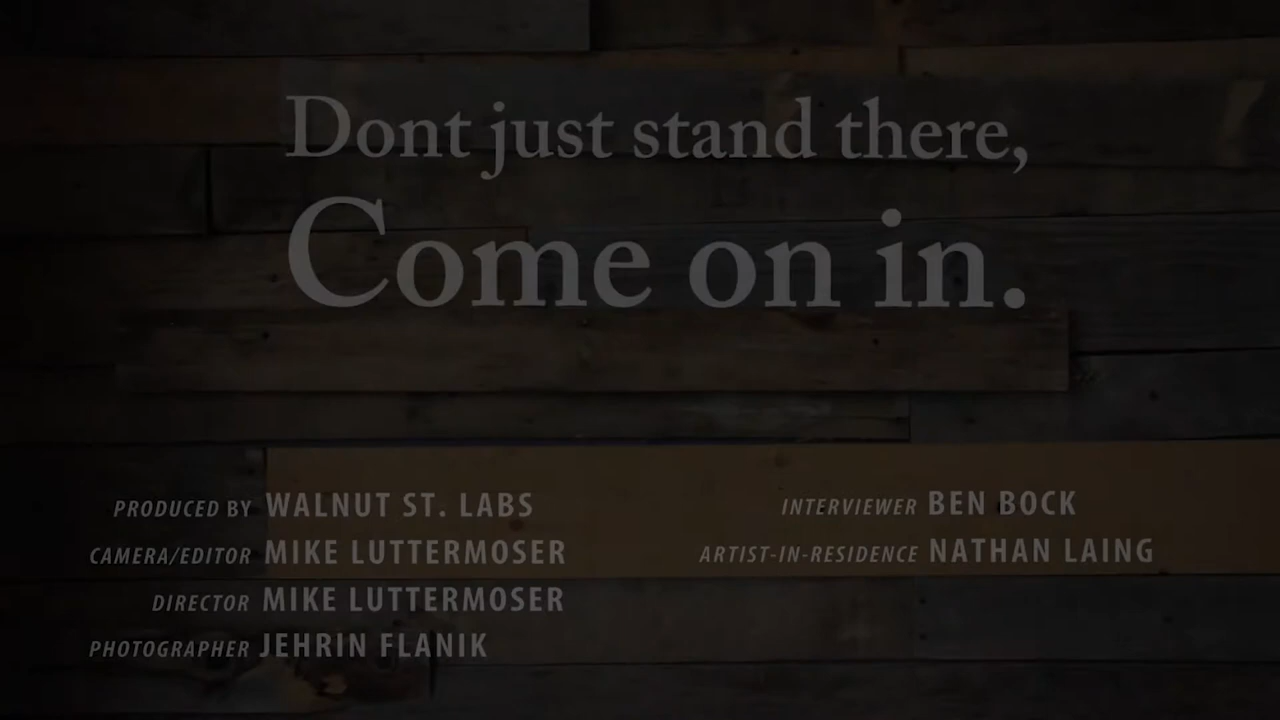 Dont just stand there,
Come on in.
PRODUCED BY WALNUT ST. LABS
CAMERA/EDITOR MIKE LUTTERMOSER
DIRECTOR MIKE LUTTERMOSER
PHOTOGRAPHER JEHRIN FLANIK
INTERVIEWER BEN BOCK
ARTIST-IN-RESIDENCE NATHAN LAING